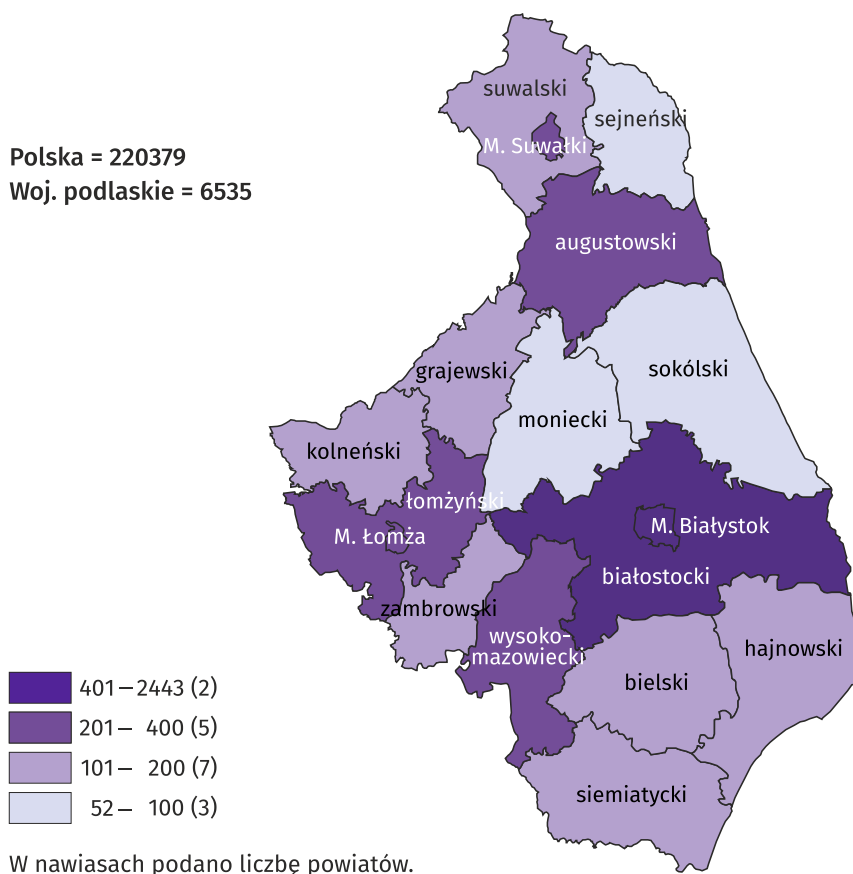 suwalski
sejneński
M. Suwałki
Polska = 220379
Woj. podlaskie = 6535
augustowski
grajewski
sokólski
moniecki
kolneński
łomżyński
M. Łomża
M. Białystok
białostocki
zambrowski
wysoko-
mazowiecki
hajnowski
bielski
siemiatycki
401 – 2443 (2)
201 – 400 (5)
101 – 200 (7)
52 – 100 (3)
W nawiasach podano liczbę powiatów.